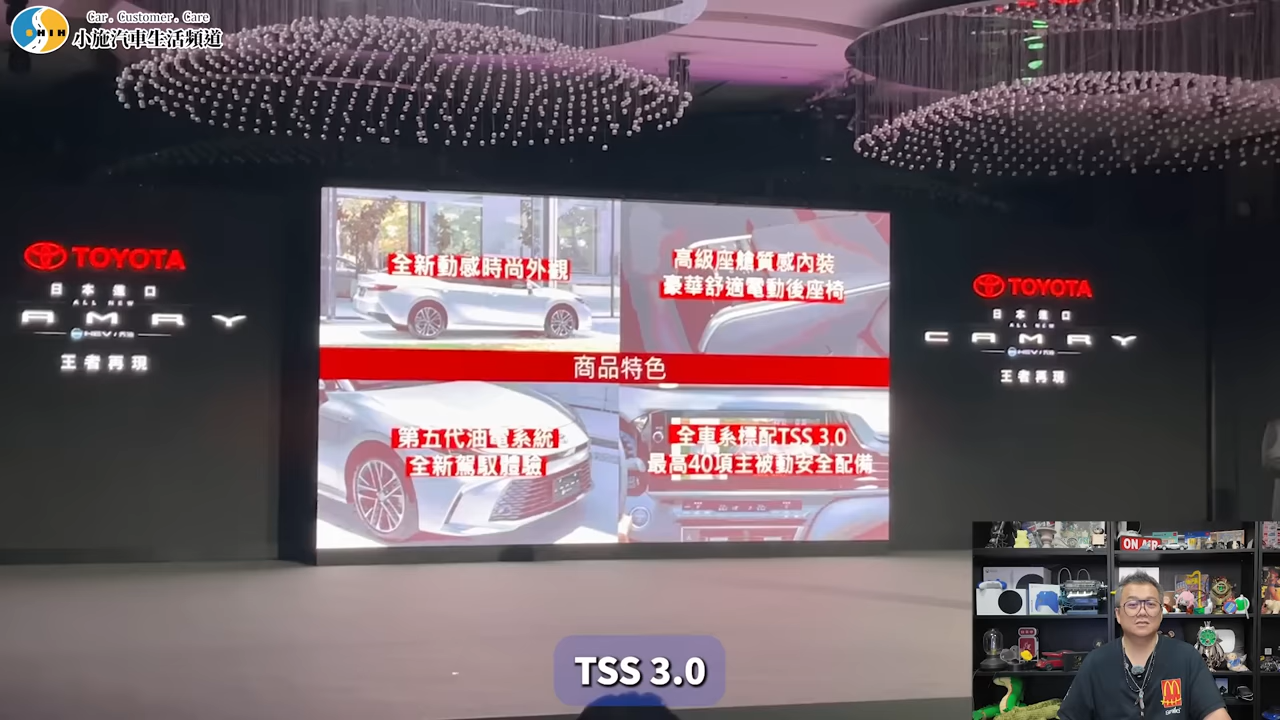 Car . Customer . Care
SHIH
小施汽車生活頻道
TOYOTA
日本進口
ALL NEW
CAMRY
HEV
王者再現
全新動感時尚外觀
高級座艙質感內裝
豪華舒適電動後座椅
商品特色
第五代油電系統
全新駕馭體驗
全車系標配TSS 3.0
最高40項主被動安全配備
TOYOTA
日本進口
ALL NEW
CAMRY
HEV
王者再現
ON AIR
TSS 3.0